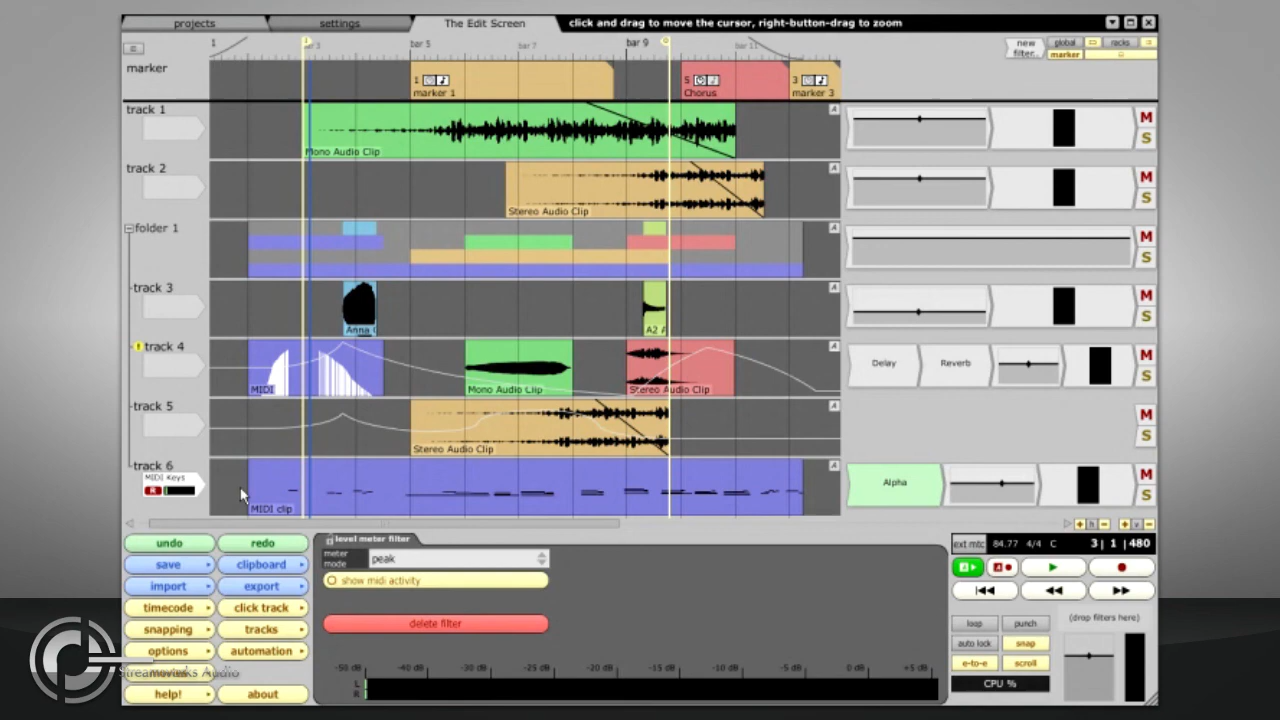 projects settings The Edit Screen click and drag to move the cursor, right-button-drag to zoom
1 bar 3 bar 5 bar 7 bar 9 bar 11 new filter... global racks
marker
marker
1 marker 1
5 Chorus
3 marker 3
track 1
Mono Audio Clip
A
M
S
track 2
Stereo Audio Clip
A
M
S
folder 1
A
M
S
track 3
A2
A
M
S
track 4
MIDI
Mono Audio Clip
Stereo Audio Clip
A
Delay
Reverb
M
S
track 5
Stereo Audio Clip
A
M
S
track 6
MIDI Keys
R
MIDI clip
A
Alpha
M
S
undo redo
save clipboard
import export
timecode click track
snapping tracks
options automation
movies
help! about
Streamworks Audio
level meter filter
meter mode peak
show midi activity
delete filter
-50 dB -40 dB -30 dB -25 dB -20 dB -15 dB -10 dB -5 dB 0 dB +5 dB
L
R
ext mtc 84.77 4/4 C 3| 1 |480
loop punch
auto lock snap
e-to-e scroll
CPU %
(drop filters here)